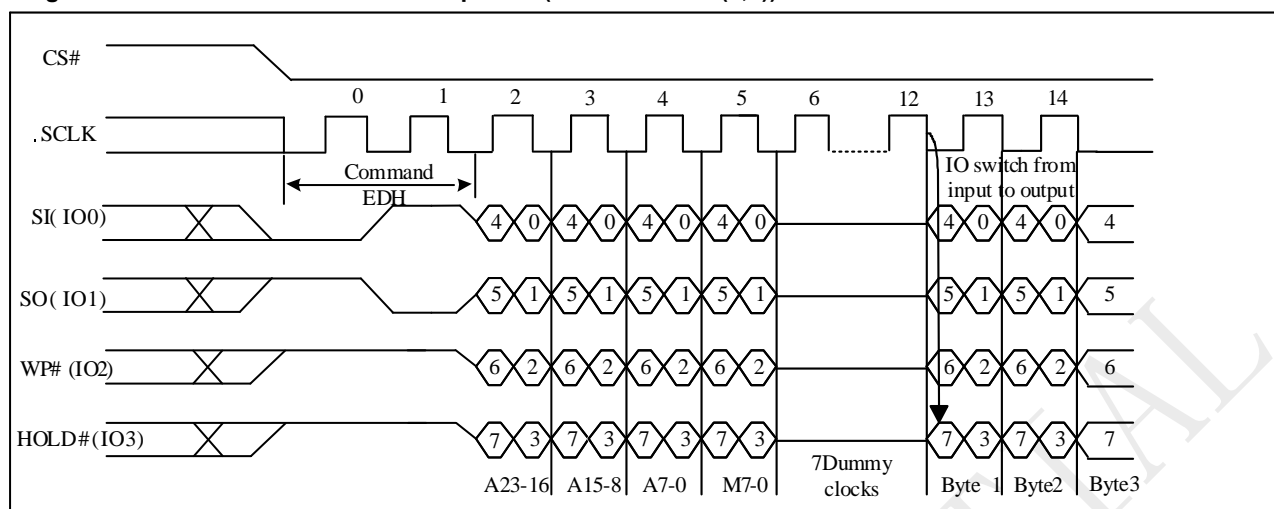 CS#
0 1 2 3 4 5 6 12 13 14
.SCLK
Command
EDH
IO switch from
input to output
SI( IO0)
4 0 4 0 4 0 4 0 4 0 4 0 4
SO( IO1)
5 1 5 1 5 1 5 1 5 1 5 1 5
WP# (IO2)
6 2 6 2 6 2 6 2 6 2 6 2 6
HOLD#(IO3)
7 3 7 3 7 3 7 3 7 3 7 3 7
A23-16 A15-8 A7-0 M7-0
7Dummy
clocks
Byte 1 Byte2 Byte3